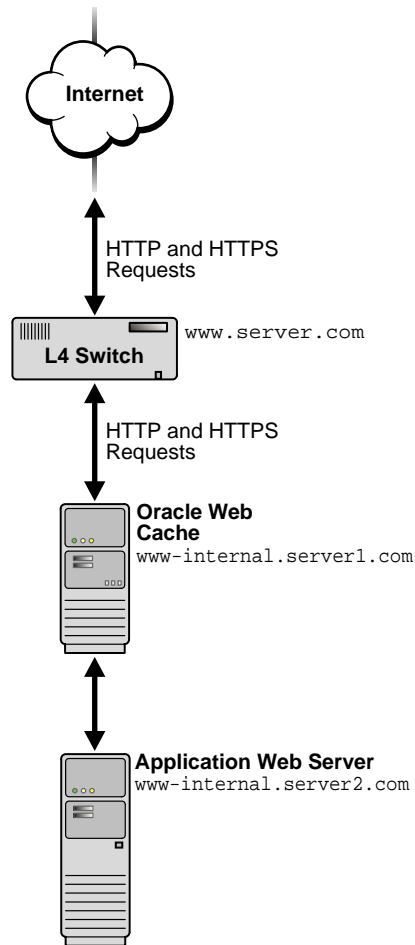 Internet
HTTP and HTTPS
Requests
www.server.com
L4 Switch
HTTP and HTTPS
Requests
Oracle Web
Cache
www-internal.server1.com
Application Web Server
www-internal.server2.com